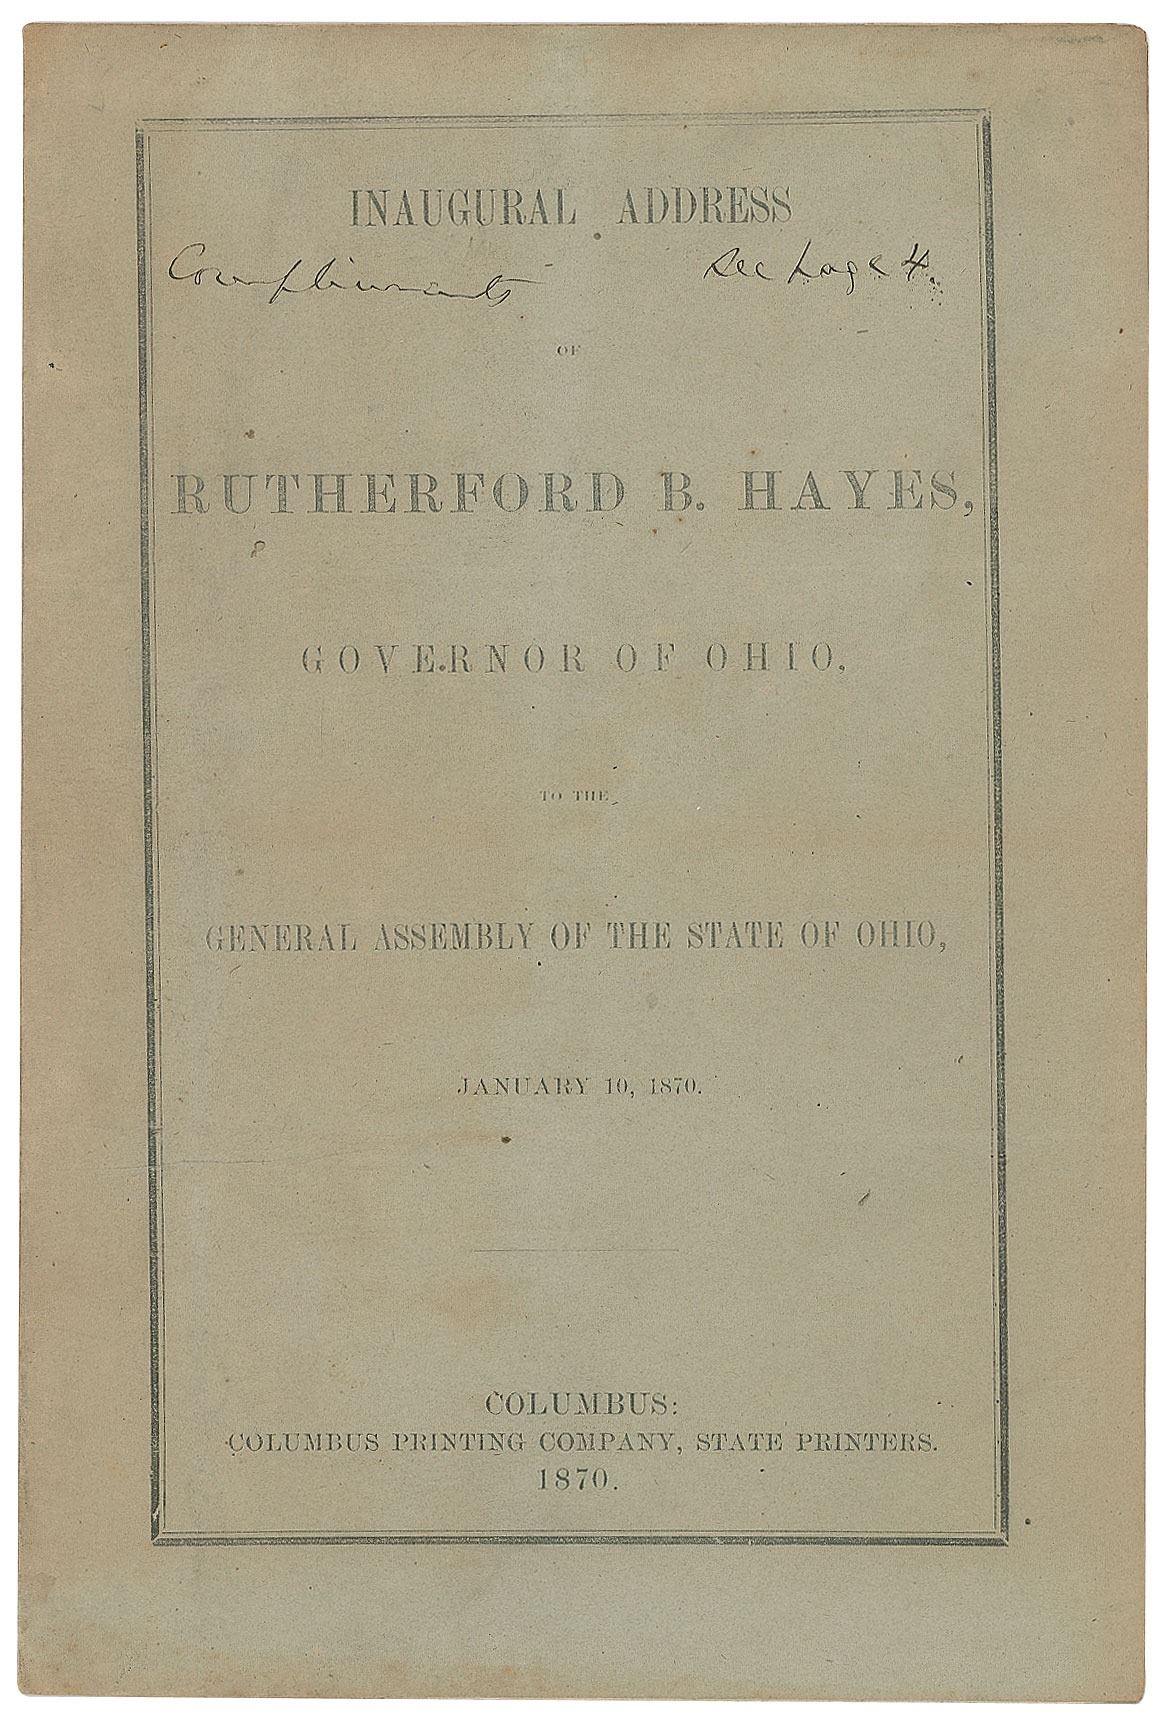 INAUGURAL ADDRESS
Compliments see page 4.
OF
RUTHERFORD B. HAYES,
GOVERNOR OF OHIO,
TO THE
GENERAL ASSEMBLY OF THE STATE OF OHIO,
JANUARY 10, 1870.
COLUMBUS:
COLUMBUS PRINTING COMPANY, STATE PRINTERS.
1870.